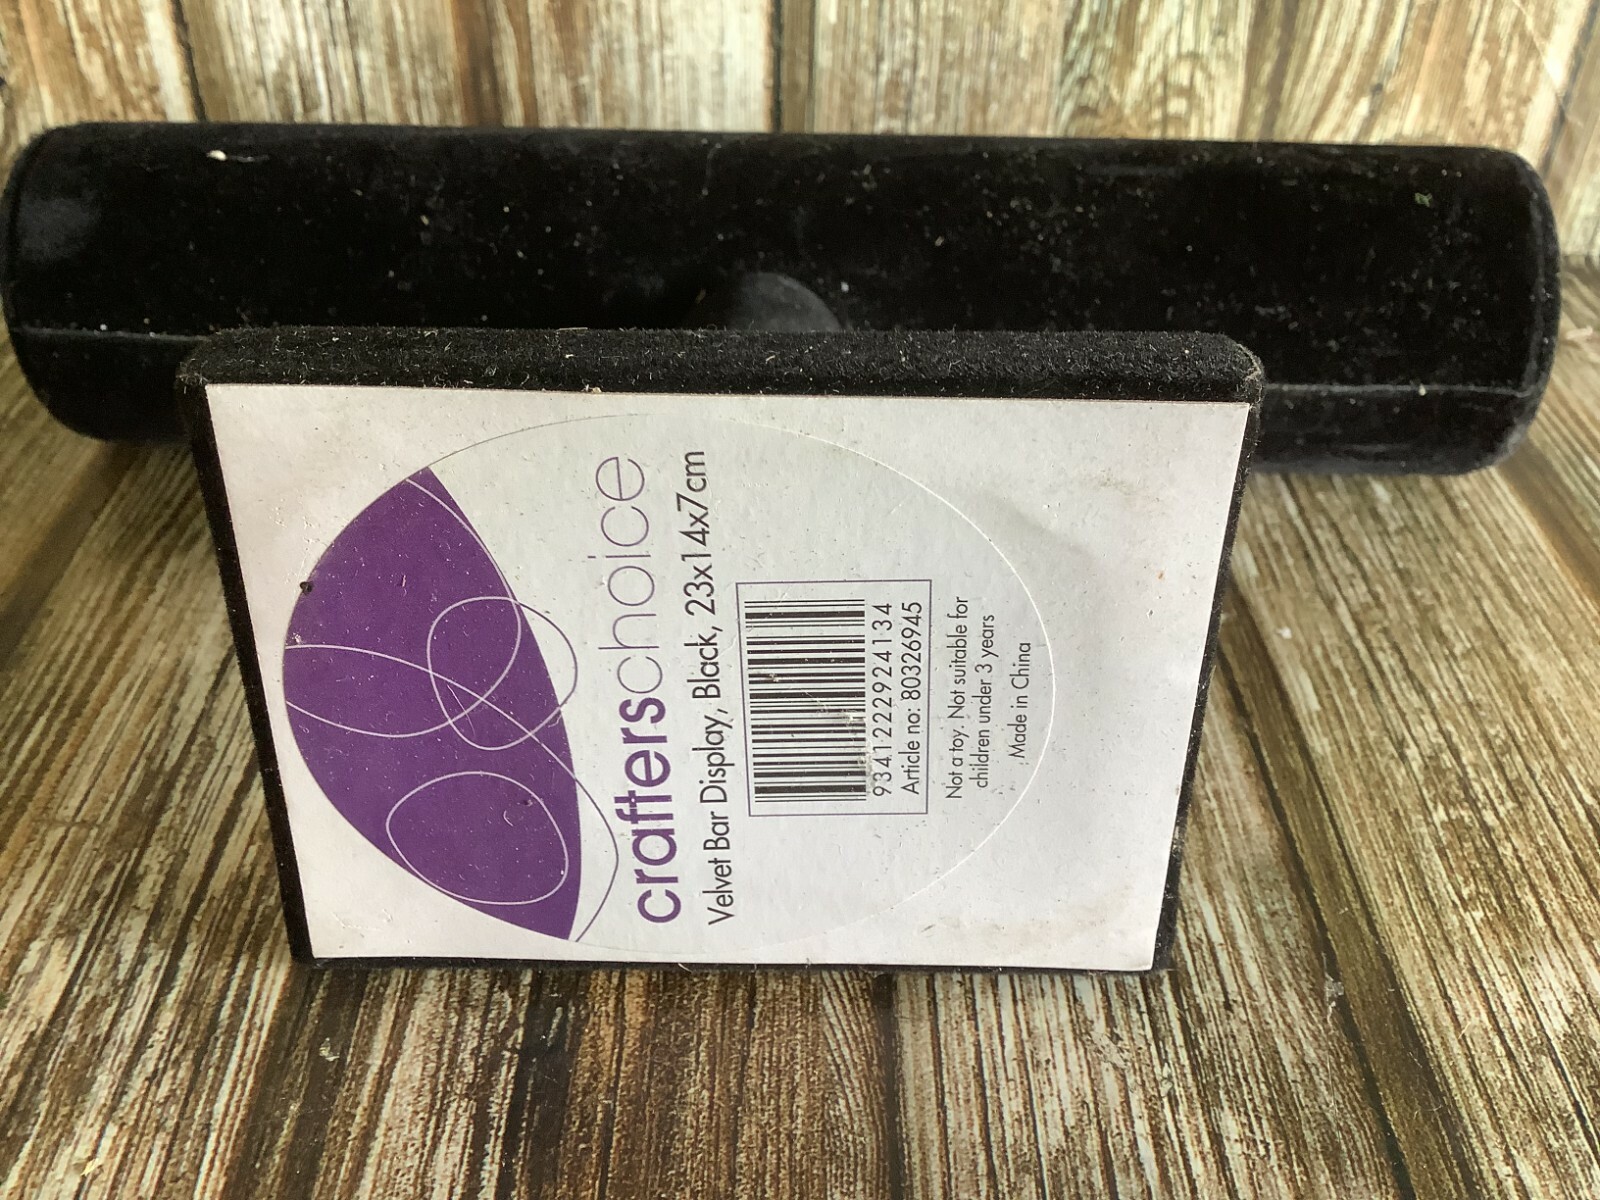 crafterschoice
Velvet Bar Display, Black, 23x14x7cm
9341222924134
Article no: 80326945
Not a toy. Not suitable for
children under 3 years
Made in China